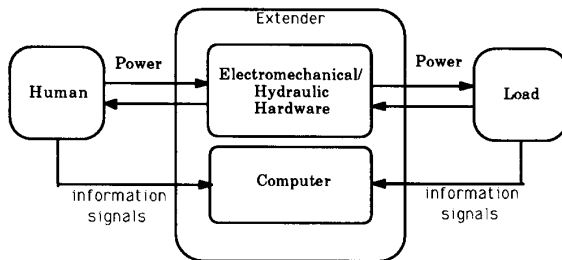 Extender
Power
Power
Human
Electromechanical/
Hydraulic
Hardware
Load
Computer
information
signals
information
signals